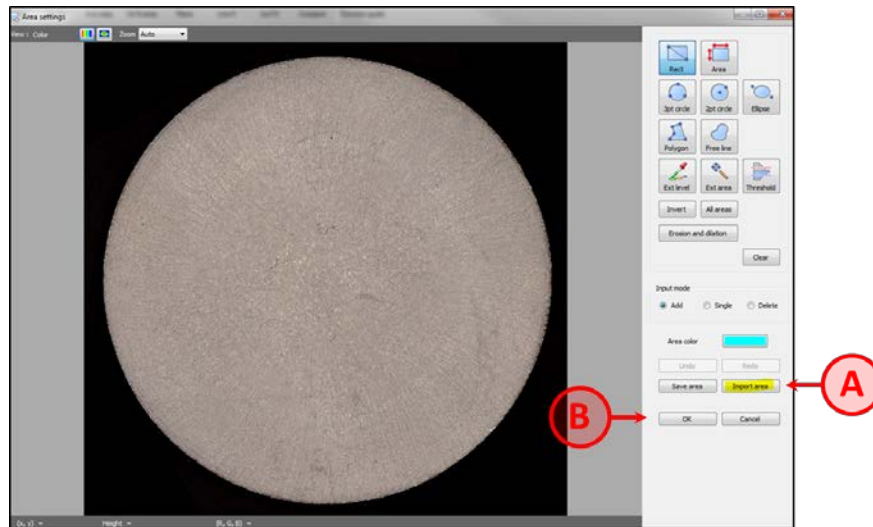 Area settings
View : Color
Zoom Auto
Rect Area
3pt circle 2pt circle Ellipse
Polygon Free line
Ext level Ext area Threshold
Invert All areas
Erosion and dilation
Clear
Input mode
Add Single Delete
Area color
Undo Redo
Save area Import area
A
B
OK Cancel
(X, Y) - Height - (R, G, B) -